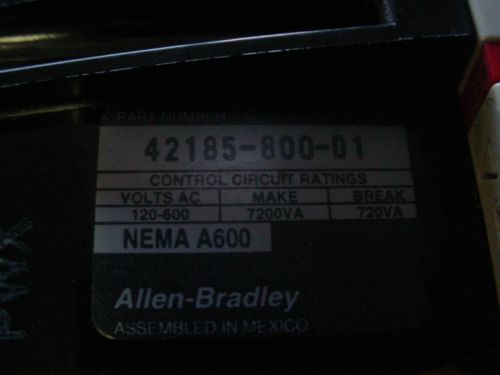 PART NUMBER
42185-800-01
CONTROL CIRCUIT RATINGS
VOLTS AC MAKE BREAK
120-600 7200VA 720VA
NEMA A600
Allen-Bradley
ASSEMBLED IN MEXICO